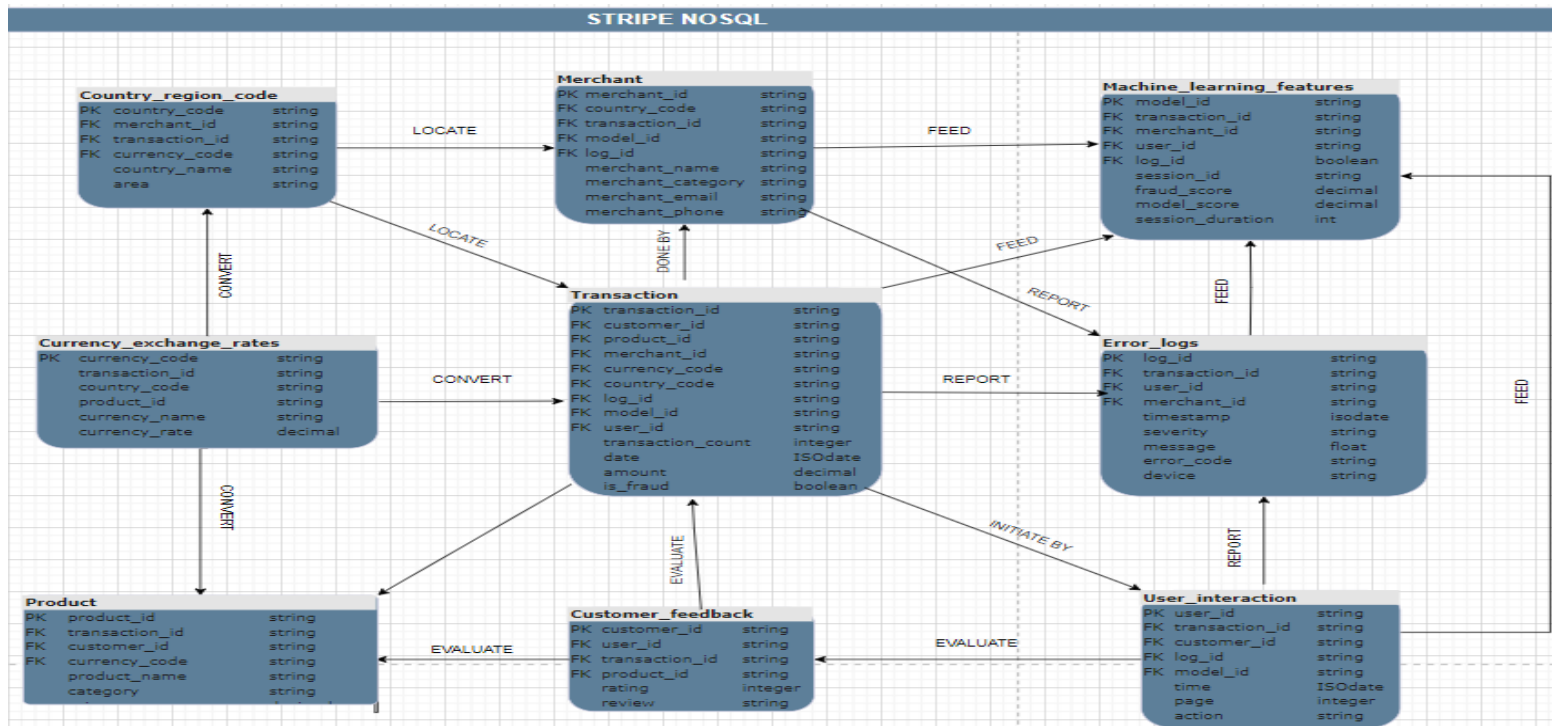 STRIPE NOSQL
Country_region_code
PK country_code string
FK merchant_id string
FK transaction_id string
FK currency_code string
country_name string
area string
LOCATE
Merchant
PK merchant_id string
FK country_code string
FK transaction_id string
FK model_id string
FK log_id string
merchant_name string
merchant_category string
merchant_email string
merchant_phone string
FEED
Machine_learning_features
PK model_id string
FK transaction_id string
FK merchant_id string
FK user_id string
FK log_id boolean
session_id string
fraud_score decimal
model_score decimal
session_duration int
LOCATE
DONE BY
FEED
REPORT
CONVERT
FEED
FEED
Currency_exchange_rates
PK currency_code string
transaction_id string
country_code string
product_id string
currency_name string
currency_rate decimal
CONVERT
Transaction
PK transaction_id string
FK customer_id string
FK product_id string
FK merchant_id string
FK currency_code string
FK country_code string
FK log_id string
FK model_id string
FK user_id string
transaction_count integer
date ISOdate
amount decimal
is_fraud boolean
REPORT
Error_logs
PK log_id string
FK transaction_id string
FK user_id string
FK merchant_id string
timestamp isodate
severity string
message float
error_code string
device string
CONVERT
EVALUATE
INITIATE BY
REPORT
Product
PK product_id string
FK transaction_id string
FK customer_id string
FK currency_code string
product_name string
category string
EVALUATE
Customer_feedback
PK customer_id string
FK user_id string
FK transaction_id string
FK product_id string
rating integer
review string
EVALUATE
User_interaction
PK user_id string
FK transaction_id string
FK customer_id string
FK log_id string
FK model_id string
time ISOdate
page integer
action string